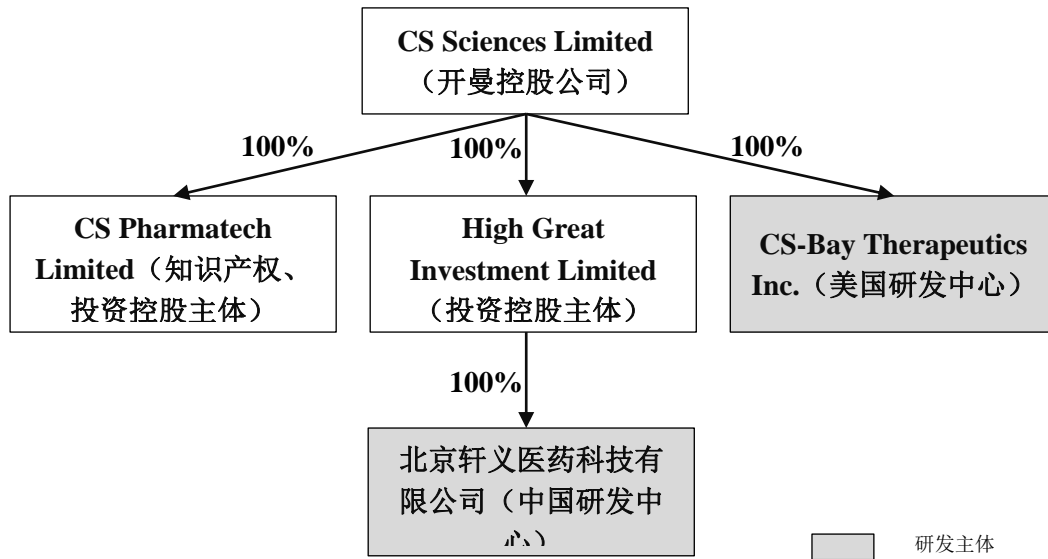 CS Sciences Limited
（开曼控股公司）
100%
100%
100%
CS Pharmatech
Limited（知识产权、
投资控股主体）
High Great
Investment Limited
（投资控股主体）
CS-Bay Therapeutics
Inc.（美国研发中心）
100%
北京轩义医药科技有
限公司（中国研发中
心）
研发主体